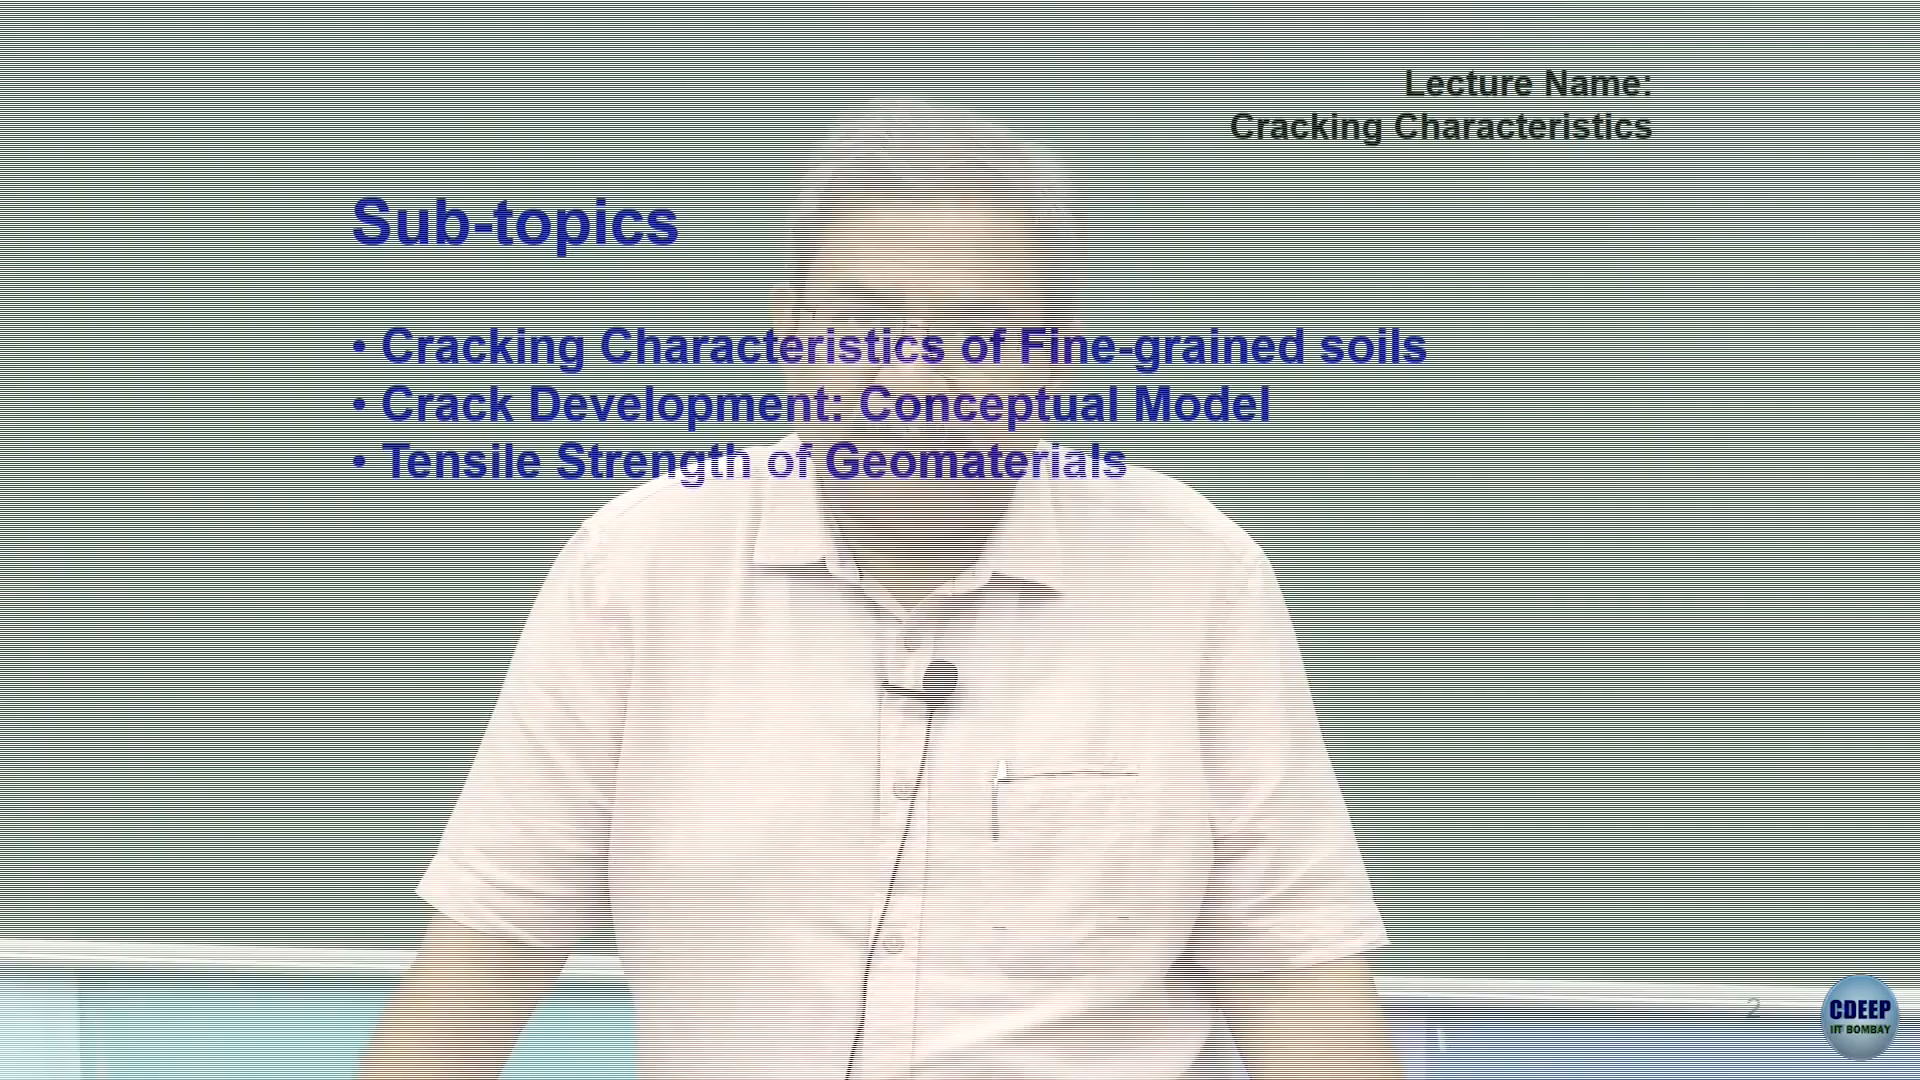 Lecture Name:
Cracking Characteristics
Sub-topics
• Cracking Characteristics of Fine-grained soils
• Crack Development: Conceptual Model
• Tensile Strength of Geomaterials
2
CDEEP
IIT BOMBAY